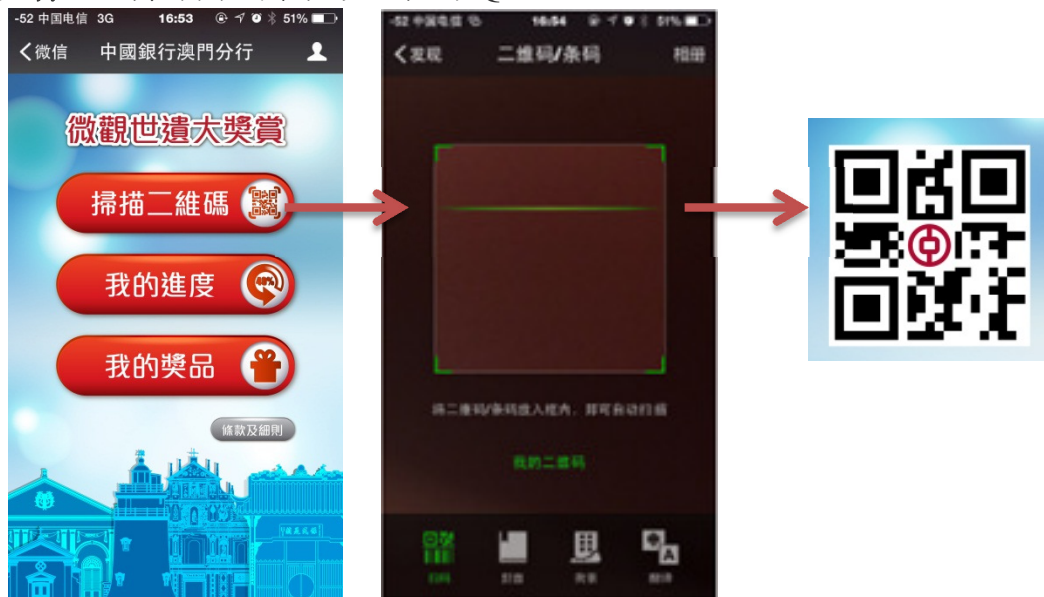 -52 中国电信 3G 16:53 51%
微信 中國銀行澳門分行
微觀世遺大獎賞
掃描二維碼
我的進度
40%
我的獎品
條款及細則
-52 中国电信 16:54 51%
发现 二维码/条码 相册
将二维码/条码放入框内，即可自动扫描
我的二维码
扫码 封面 街景 翻译
A